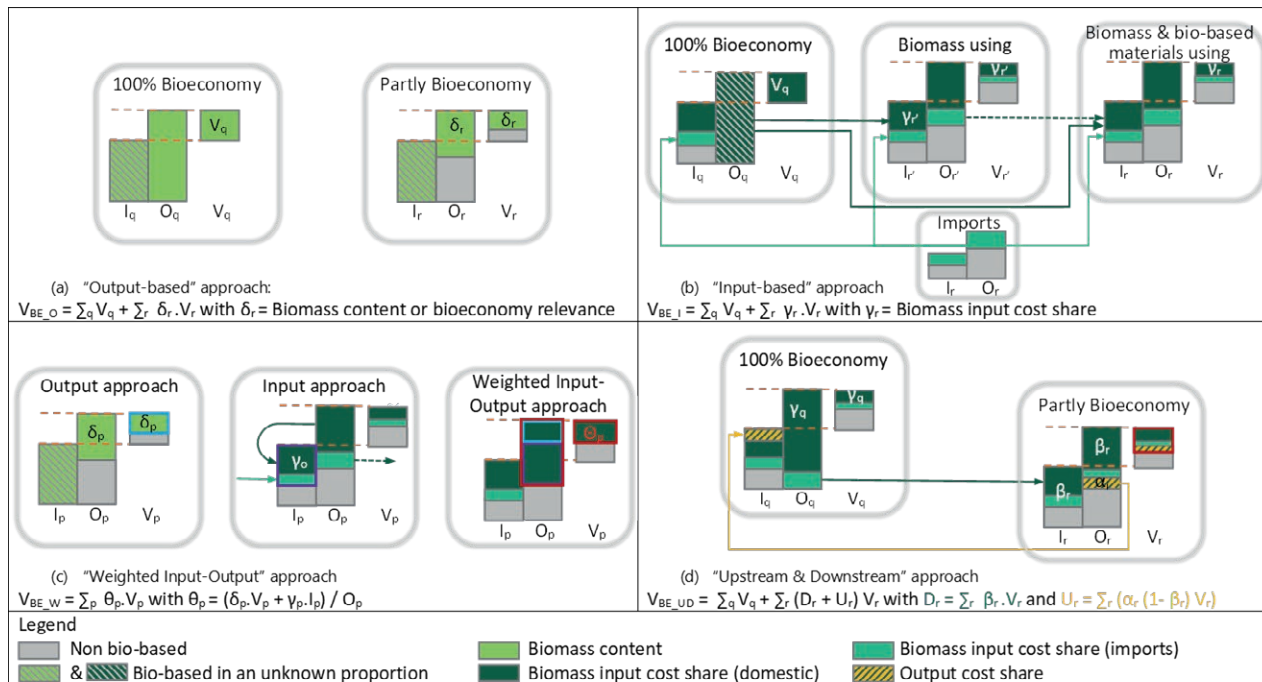 100% Bioeconomy
Partly Bioeconomy
V_q
δ_r
δ_r
I_q O_q V_q
I_r O_r V_r
(a) "Output-based" approach:
V_BE_O = ∑_q V_q + ∑_r δ_r.V_r with δ_r = Biomass content or bioeconomy relevance
100% Bioeconomy
Biomass using
Biomass & bio-based
materials using
V_q
γ_r'
γ_r
γ_r'
I_q O_q V_q
I_r' O_r' V_r'
I_r O_r V_r
Imports
I_r O_r
(b) "Input-based" approach
V_BE_I = ∑_q V_q + ∑_r γ_r.V_r with γ_r = Biomass input cost share
Output approach
Input approach
Weighted Input-
Output approach
δ_p
δ_p
γ_o
Θ_p
I_p O_p V_p
I_p O_p V_p
I_p O_p V_p
(c) "Weighted Input-Output" approach
V_BE_W = ∑_p θ_p.V_p with θ_p = (δ_p.V_p + γ_p.I_p) / O_p
100% Bioeconomy
Partly Bioeconomy
γ_q
γ_q
β_r
β_r
α_i
I_q O_q V_q
I_r O_r V_r
(d) "Upstream & Downstream" approach
V_BE_UD = ∑_q V_q + ∑_r (D_r + U_r) V_r with D_r = ∑_r β_r.V_r and U_r = ∑_r (α_r (1- β_r) V_r)
Legend
Non bio-based
Biomass content
Biomass input cost share (imports)
& Bio-based in an unknown proportion
Biomass input cost share (domestic)
Output cost share